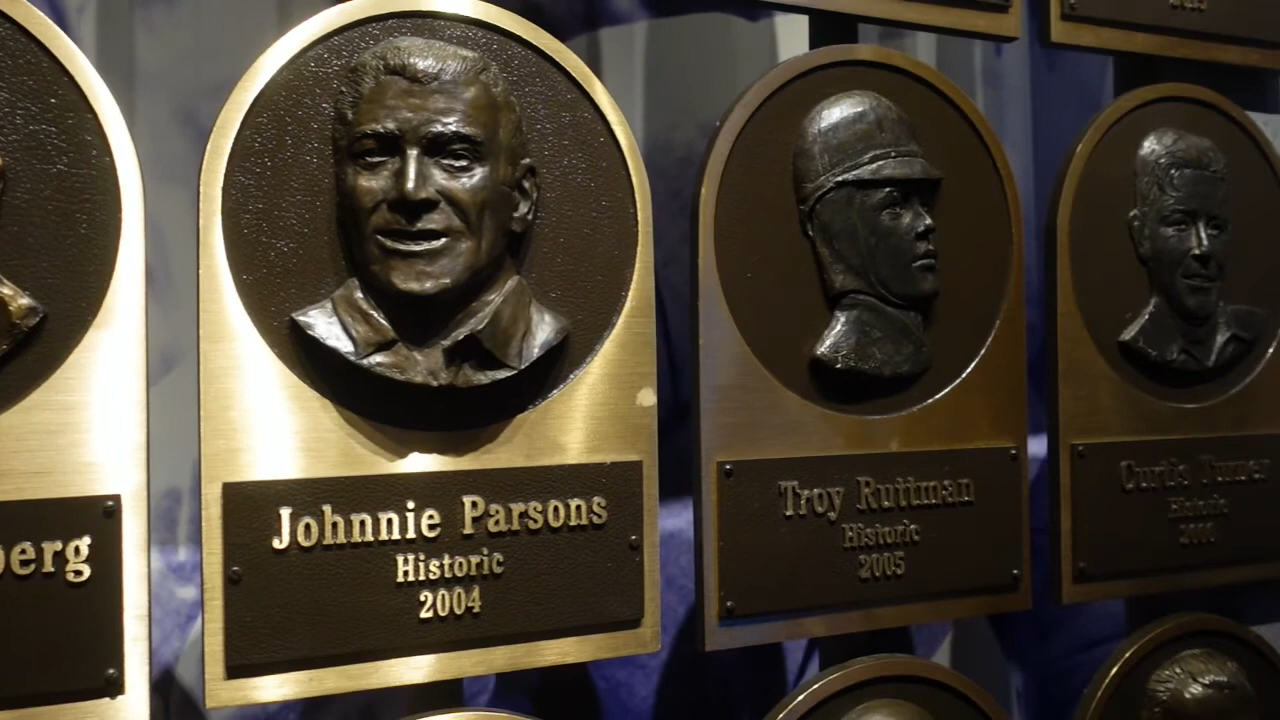 berg
Johnnie Parsons
Historic
2004
Troy Ruttman
Historic
2005
Curtis Turner
Historic